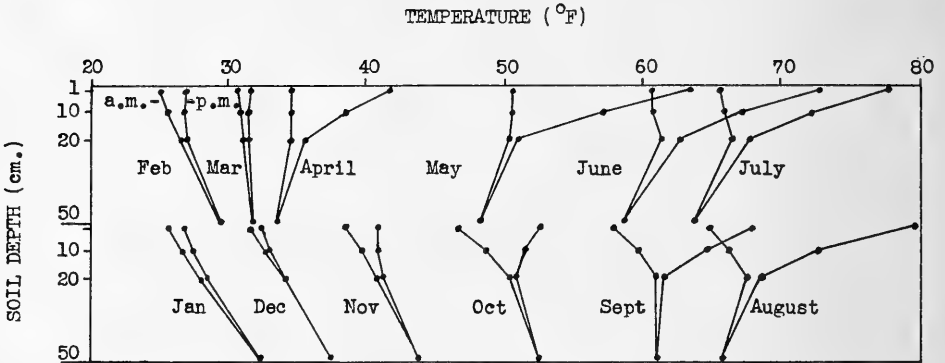 TEMPERATURE (°F)
20 30 40 50 60 70 80
1
a.m.- -p.m.
10
20
Feb Mar April May June July
50
10
20
Jan Dec Nov Oct Sept August
50
SOIL DEPTH (cm.)